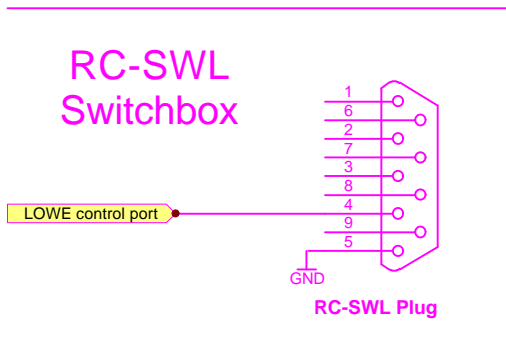 RC-SWL
Switchbox
1
6
2
7
3
8
LOWE control port
4
9
5
GND
RC-SWL Plug